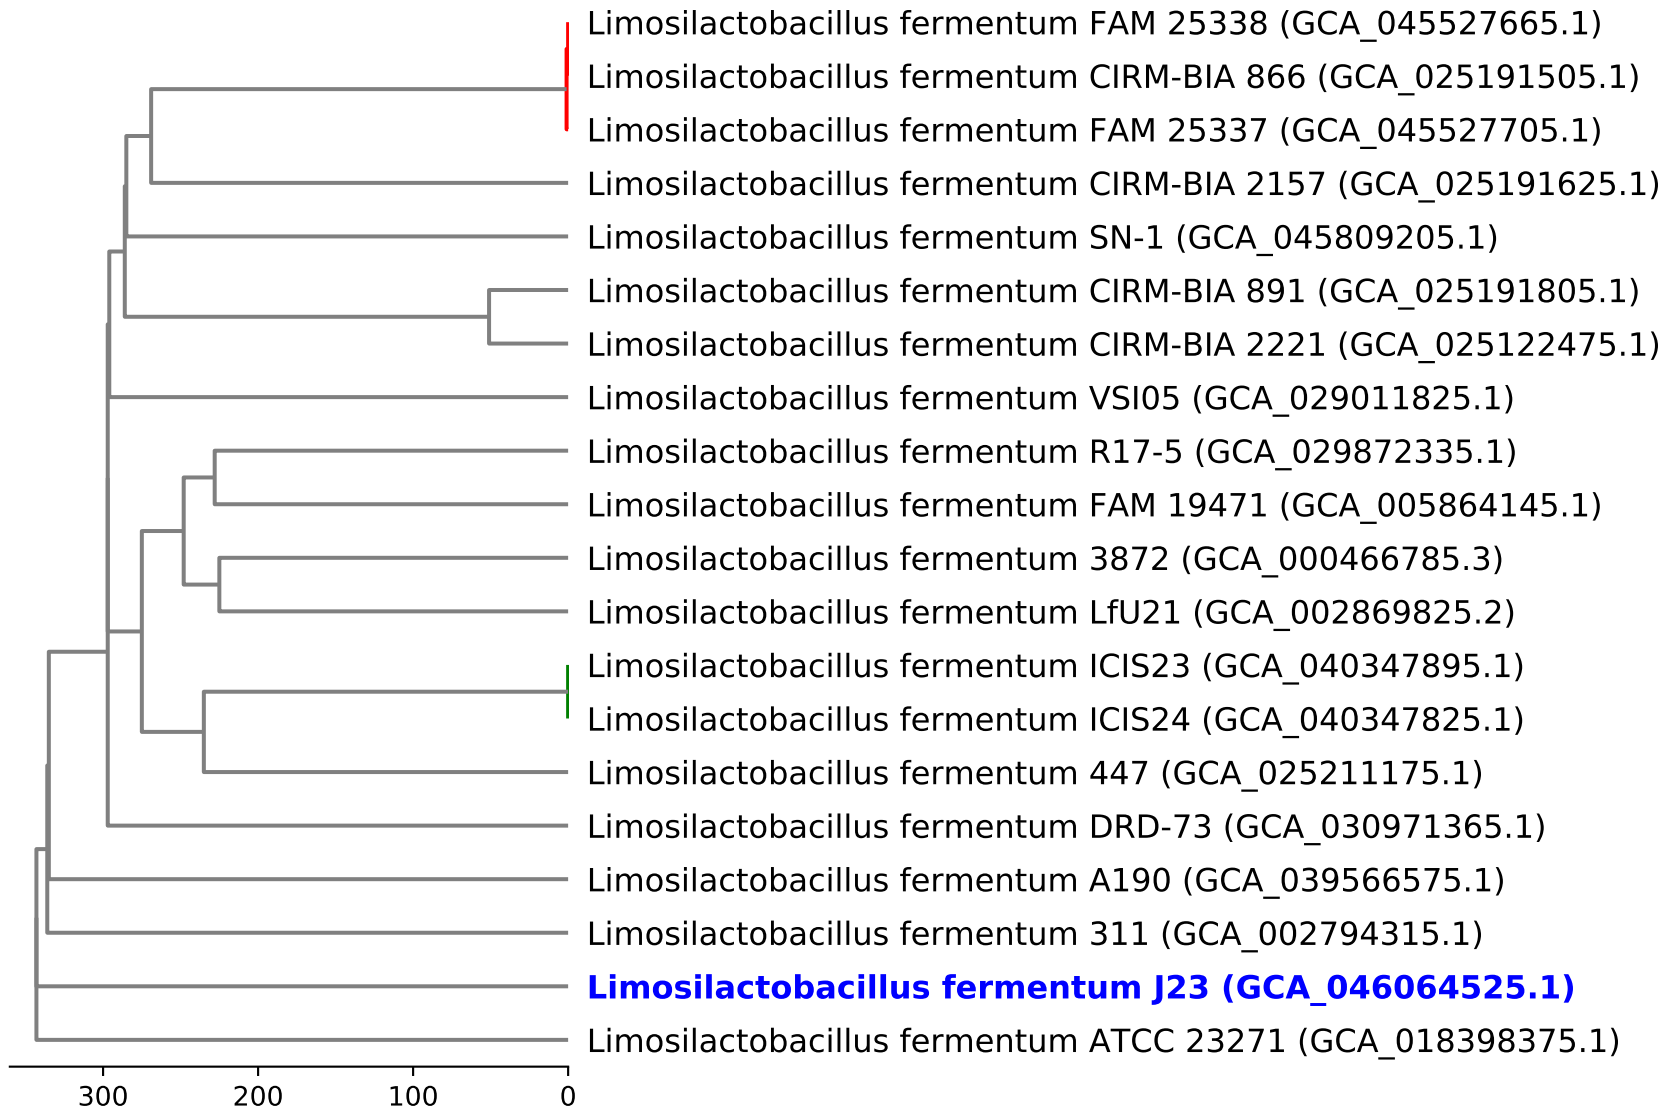 Limosilactobacillus fermentum FAM 25338 (GCA_045527665.1)
Limosilactobacillus fermentum CIRM-BIA 866 (GCA_025191505.1)
Limosilactobacillus fermentum FAM 25337 (GCA_045527705.1)
Limosilactobacillus fermentum CIRM-BIA 2157 (GCA_025191625.1)
Limosilactobacillus fermentum SN-1 (GCA_045809205.1)
Limosilactobacillus fermentum CIRM-BIA 891 (GCA_025191805.1)
Limosilactobacillus fermentum CIRM-BIA 2221 (GCA_025122475.1)
Limosilactobacillus fermentum VSI05 (GCA_029011825.1)
Limosilactobacillus fermentum R17-5 (GCA_029872335.1)
Limosilactobacillus fermentum FAM 19471 (GCA_005864145.1)
Limosilactobacillus fermentum 3872 (GCA_000466785.3)
Limosilactobacillus fermentum LfU21 (GCA_002869825.2)
Limosilactobacillus fermentum ICIS23 (GCA_040347895.1)
Limosilactobacillus fermentum ICIS24 (GCA_040347825.1)
Limosilactobacillus fermentum 447 (GCA_025211175.1)
Limosilactobacillus fermentum DRD-73 (GCA_030971365.1)
Limosilactobacillus fermentum A190 (GCA_039566575.1)
Limosilactobacillus fermentum 311 (GCA_002794315.1)
Limosilactobacillus fermentum J23 (GCA_046064525.1)
Limosilactobacillus fermentum ATCC 23271 (GCA_018398375.1)
300 200 100 0